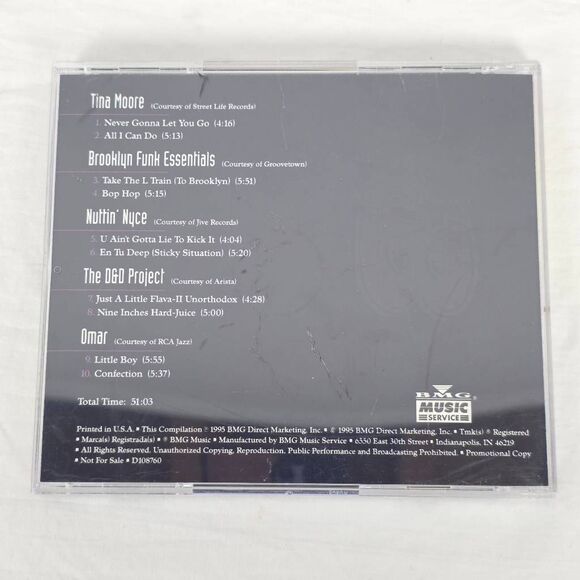 Tina Moore (Courtesy of Street Life Records)
1. Never Gonna Let You Go (4:16)
2. All I Can Do (5:13)
Brooklyn Funk Essentials (Courtesy of Groovetown)
3. Take The L Train (To Brooklyn) (5:51)
4. Bop Hop (5:15)
Nuttin' Nyce (Courtesy of Jive Records)
5. U Ain't Gotta Lie To Kick It (4:04)
6. En Tu Deep (Sticky Situation) (5:20)
The D&D Project (Courtesy of Arista)
7. Just A Little Flava-II Unorthodox (4:28)
8. Nine Inches Hard-Juice (5:00)
Omar (Courtesy of RCA Jazz)
9. Little Boy (5:55)
10. Confection (5:37)
Total Time: 51:03
BMG
MUSIC
SERVICE
Printed in U.S.A. ■ This Compilation ℗ 1995 BMG Direct Marketing, Inc. ■ © 1995 BMG Direct Marketing, Inc. ■ Tmk(s) ® Registered
■ Marca(s) Registrada(s) ■ ® BMG Music ■ Manufactured by BMG Music Service ■ 6550 East 30th Street ■ Indianapolis, IN 46219
■ All Rights Reserved. Unauthorized Copying, Reproduction, Public Performance and Broadcasting Prohibited. ■ Promotional Copy
■ Not For Sale ■ D108760